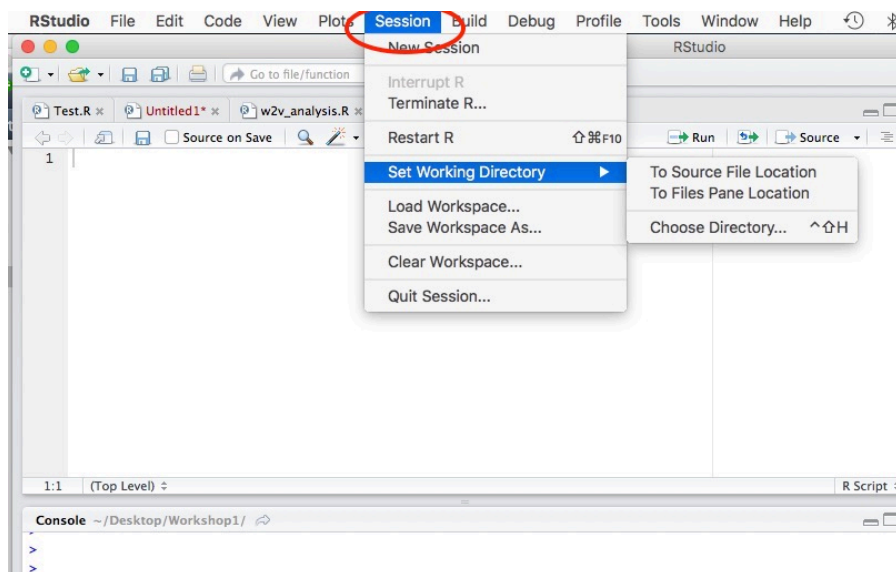 RStudio File Edit Code View Plots Session Build Debug Profile Tools Window Help
New Session RStudio
Go to file/function
Interrupt R
Terminate R...
Test.R Untitled1* w2v_analysis.R
Source on Save Restart R ⇧⌘F10 Run Source
1
Set Working Directory ▶ To Source File Location
To Files Pane Location
Load Workspace...
Save Workspace As... Choose Directory... ^⇧H
Clear Workspace...
Quit Session...
1:1 (Top Level) R Script
Console ~/Desktop/Workshop1/
>
>